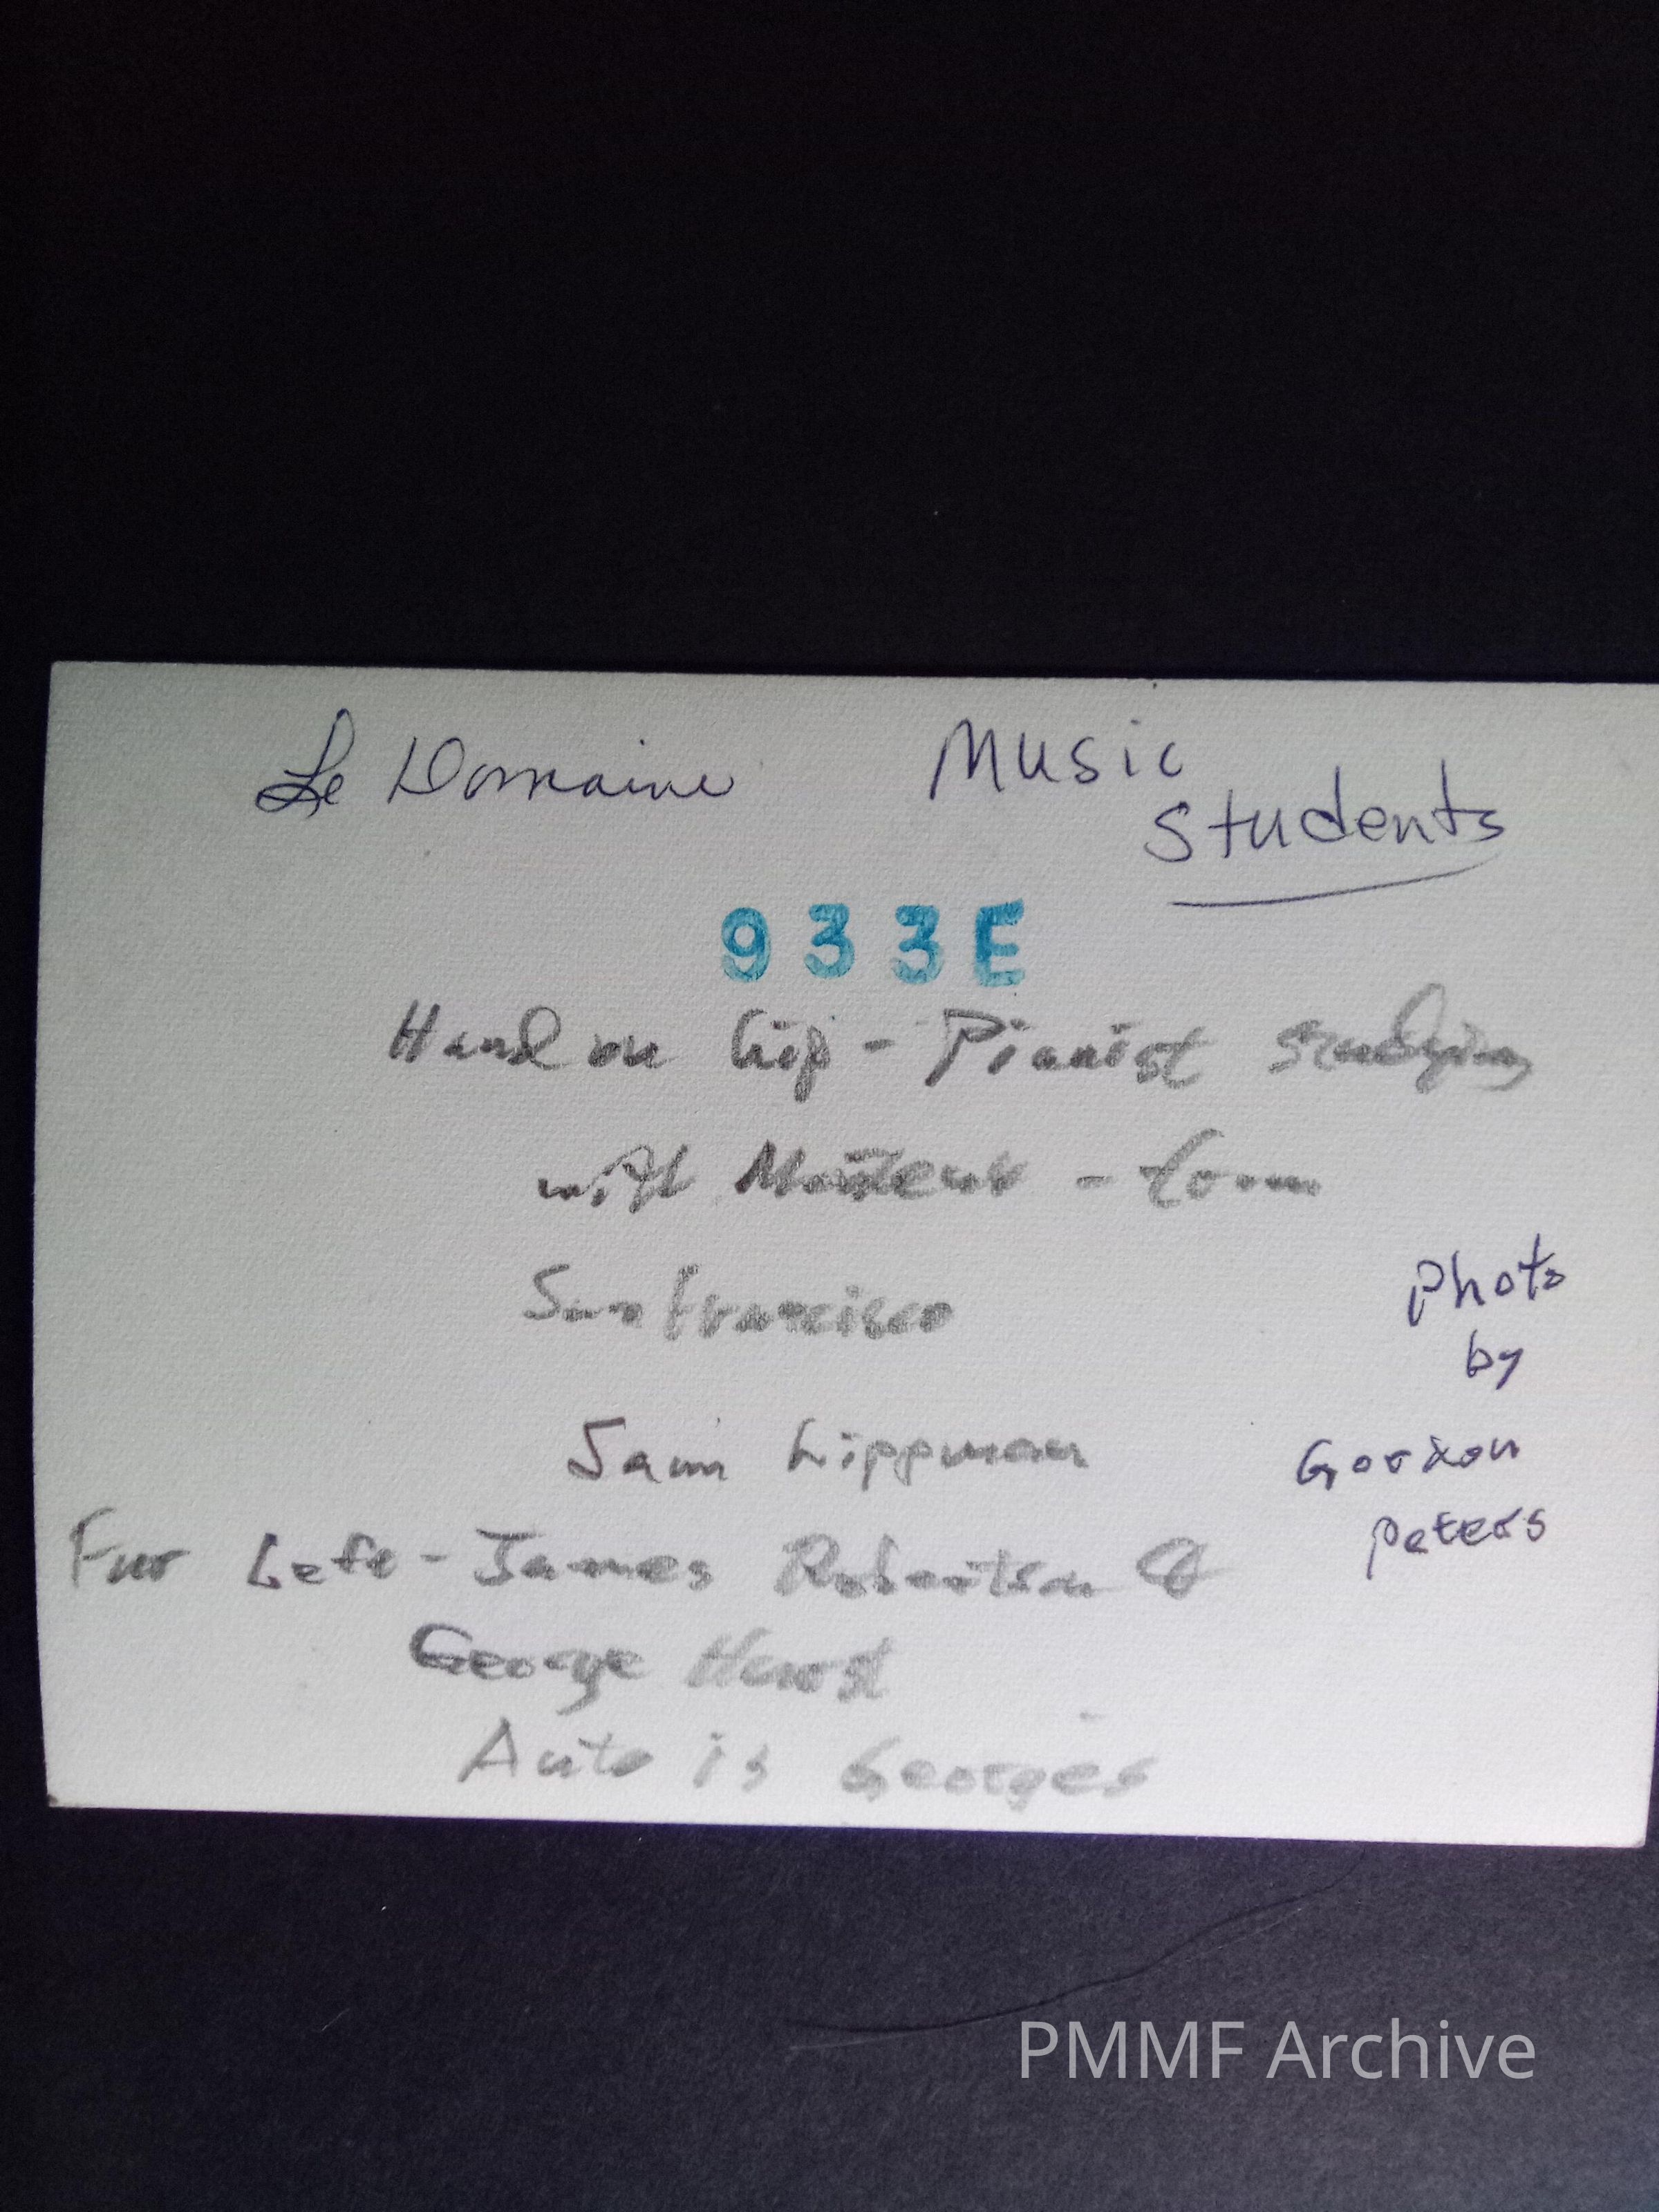 Le Domaine Music
Students
933E
Hand on hip - Pianist studying
with Monteux - from
San Francisco
Photo
by
Gordon
Peters
Sam Lippman
Far Left - James Robertson &
George Hurst
Auto is Georges
PMMF Archive